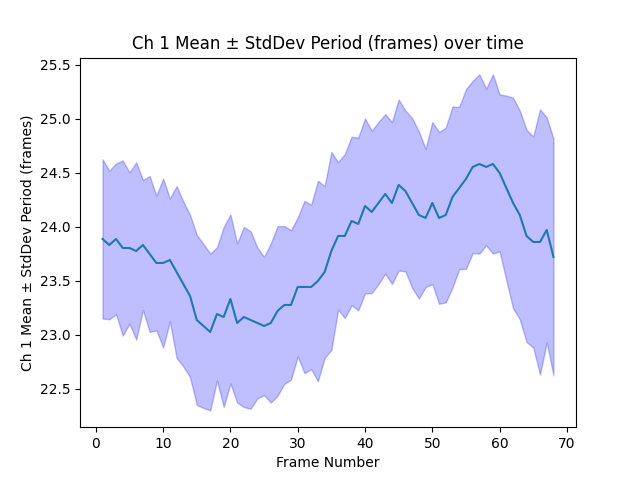 Ch 1 Mean ± StdDev Period (frames) over time
Ch 1 Mean ± StdDev Period (frames)
25.5
25.0
24.5
24.0
23.5
23.0
22.5
0 10 20 30 40 50 60 70
Frame Number